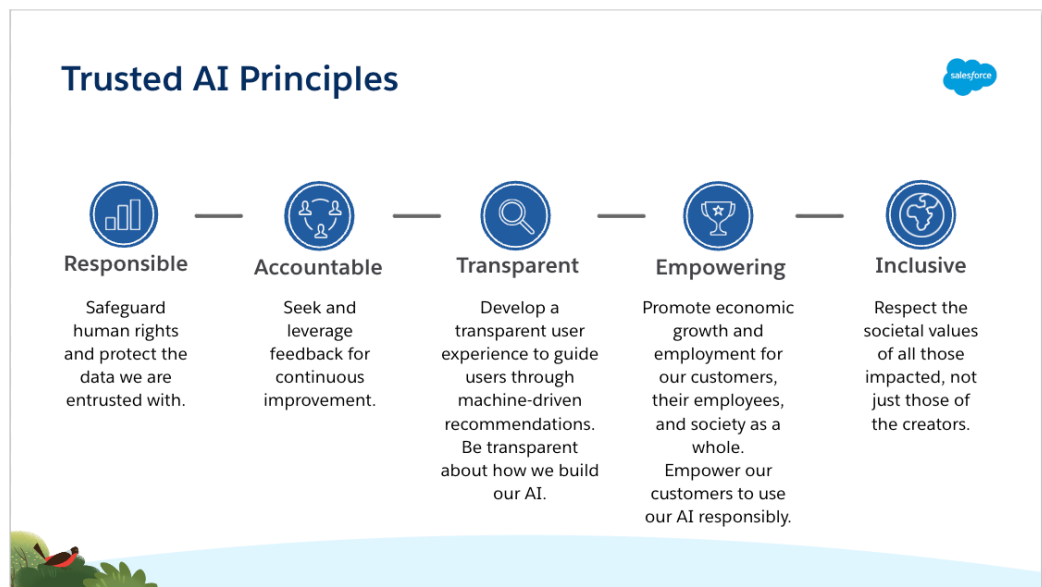 Trusted AI Principles
salesforce
Responsible
Safeguard
human rights
and protect the
data we are
entrusted with.
Accountable
Seek and
leverage
feedback for
continuous
improvement.
Transparent
Develop a
transparent user
experience to guide
users through
machine-driven
recommendations.
Be transparent
about how we build
our AI.
Empowering
Promote economic
growth and
employment for
our customers,
their employees,
and society as a
whole.
Empower our
customers to use
our AI responsibly.
Inclusive
Respect the
societal values
of all those
impacted, not
just those of
the creators.